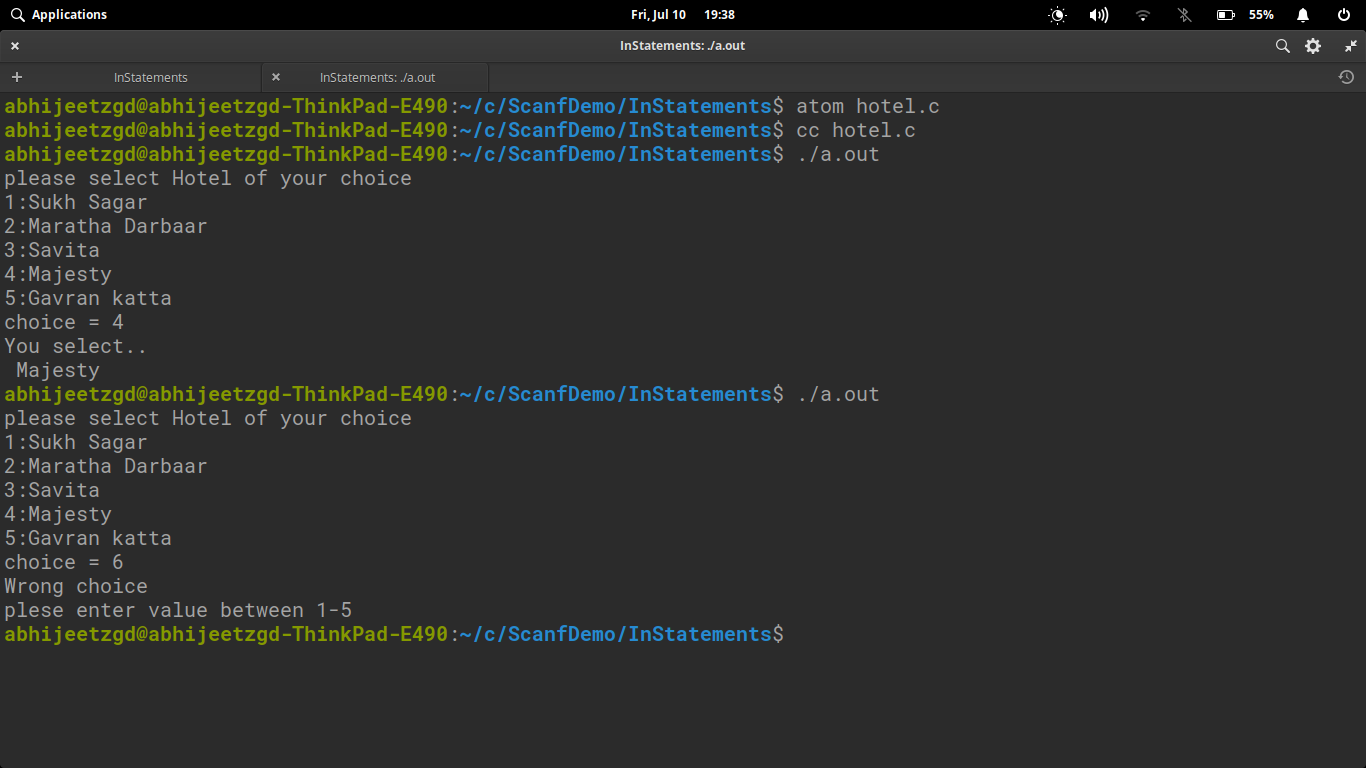 Applications
Fri, Jul 10 19:38
55%
InStatements: ./a.out
InStatements
InStatements: ./a.out
abhijeetzgd@abhijeetzgd-ThinkPad-E490:~/c/ScanfDemo/InStatements$ atom hotel.c
abhijeetzgd@abhijeetzgd-ThinkPad-E490:~/c/ScanfDemo/InStatements$ cc hotel.c
abhijeetzgd@abhijeetzgd-ThinkPad-E490:~/c/ScanfDemo/InStatements$ ./a.out
please select Hotel of your choice
1:Sukh Sagar
2:Maratha Darbaar
3:Savita
4:Majesty
5:Gavran katta
choice = 4
You select..
 Majesty
abhijeetzgd@abhijeetzgd-ThinkPad-E490:~/c/ScanfDemo/InStatements$ ./a.out
please select Hotel of your choice
1:Sukh Sagar
2:Maratha Darbaar
3:Savita
4:Majesty
5:Gavran katta
choice = 6
Wrong choice
plese enter value between 1-5
abhijeetzgd@abhijeetzgd-ThinkPad-E490:~/c/ScanfDemo/InStatements$